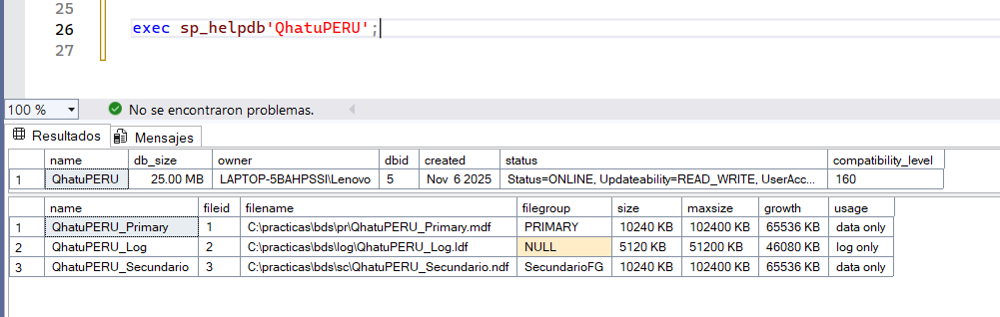 25
26 exec sp_helpdb'QhatuPERU';
27
100 % No se encontraron problemas.
Resultados Mensajes
name db_size owner dbid created status compatibility_level
1 QhatuPERU 25.00 MB LAPTOP-5BAHPSSI\Lenovo 5 Nov 6 2025 Status=ONLINE, Updateability=READ_WRITE, UserAcc... 160
name fileid filename filegroup size maxsize growth usage
1 QhatuPERU_Primary 1 C:\practicas\bds\pr\QhatuPERU_Primary.mdf PRIMARY 10240 KB 102400 KB 65536 KB data only
2 QhatuPERU_Log 2 C:\practicas\bds\log\QhatuPERU_Log.ldf NULL 5120 KB 51200 KB 46080 KB log only
3 QhatuPERU_Secundario 3 C:\practicas\bds\sc\QhatuPERU_Secundario.ndf SecundarioFG 10240 KB 102400 KB 65536 KB data only